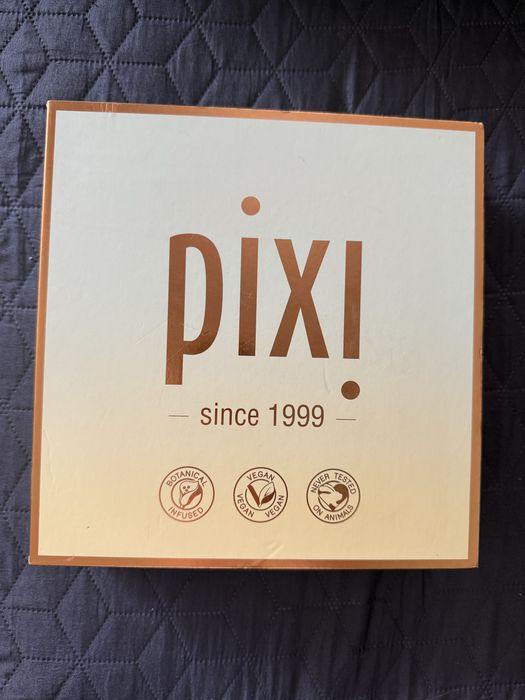 pixi
— since 1999 —
BOTANICAL
INFUSED
VEGAN
VEGAN VEGAN
NEVER TESTED
ON ANIMALS